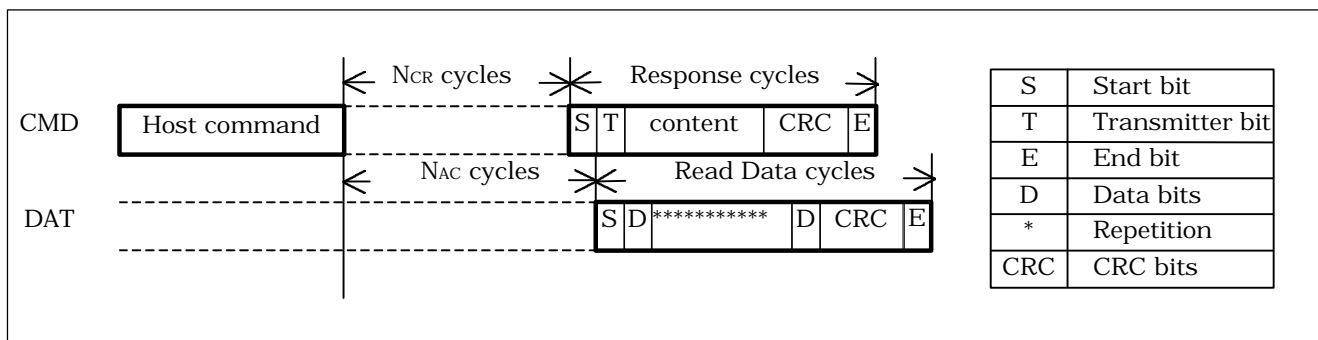 NCR cycles Response cycles
CMD Host command S T content CRC E
NAC cycles Read Data cycles
DAT S D *********** D CRC E
S Start bit
T Transmitter bit
E End bit
D Data bits
* Repetition
CRC CRC bits